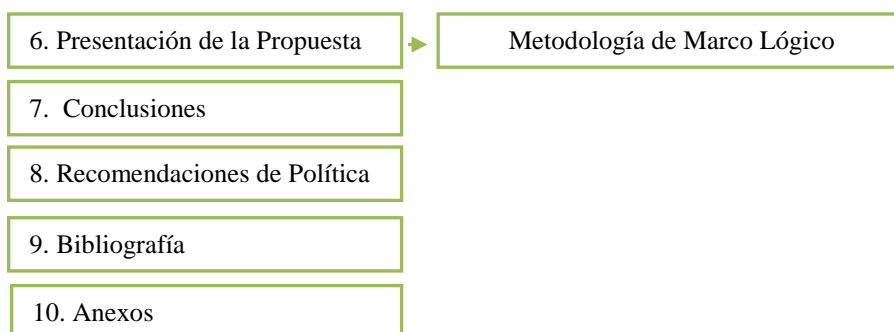 6. Presentación de la Propuesta
Metodología de Marco Lógico
7. Conclusiones
8. Recomendaciones de Política
9. Bibliografía
10. Anexos